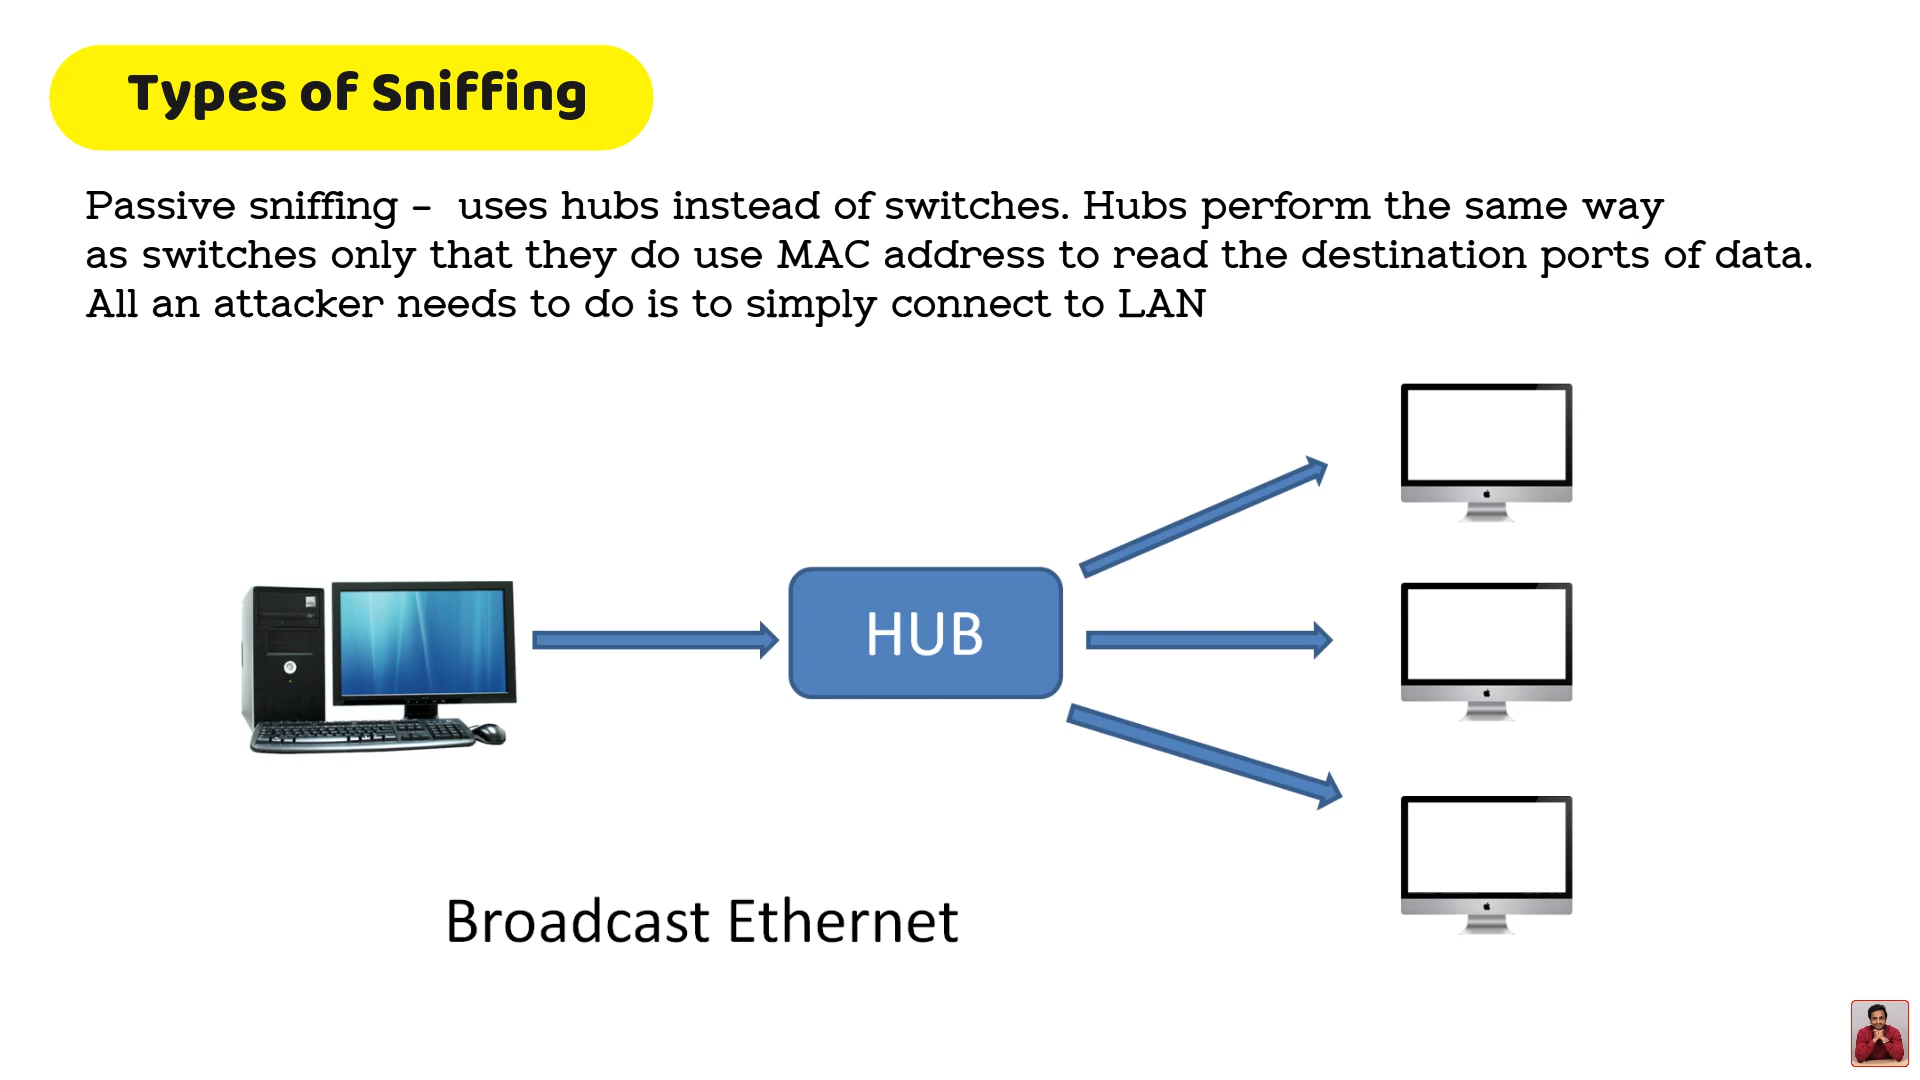 Types of Sniffing
Passive sniffing - uses hubs instead of switches. Hubs perform the same way
as switches only that they do use MAC address to read the destination ports of data.
All an attacker needs to do is to simply connect to LAN
HUB
Broadcast Ethernet